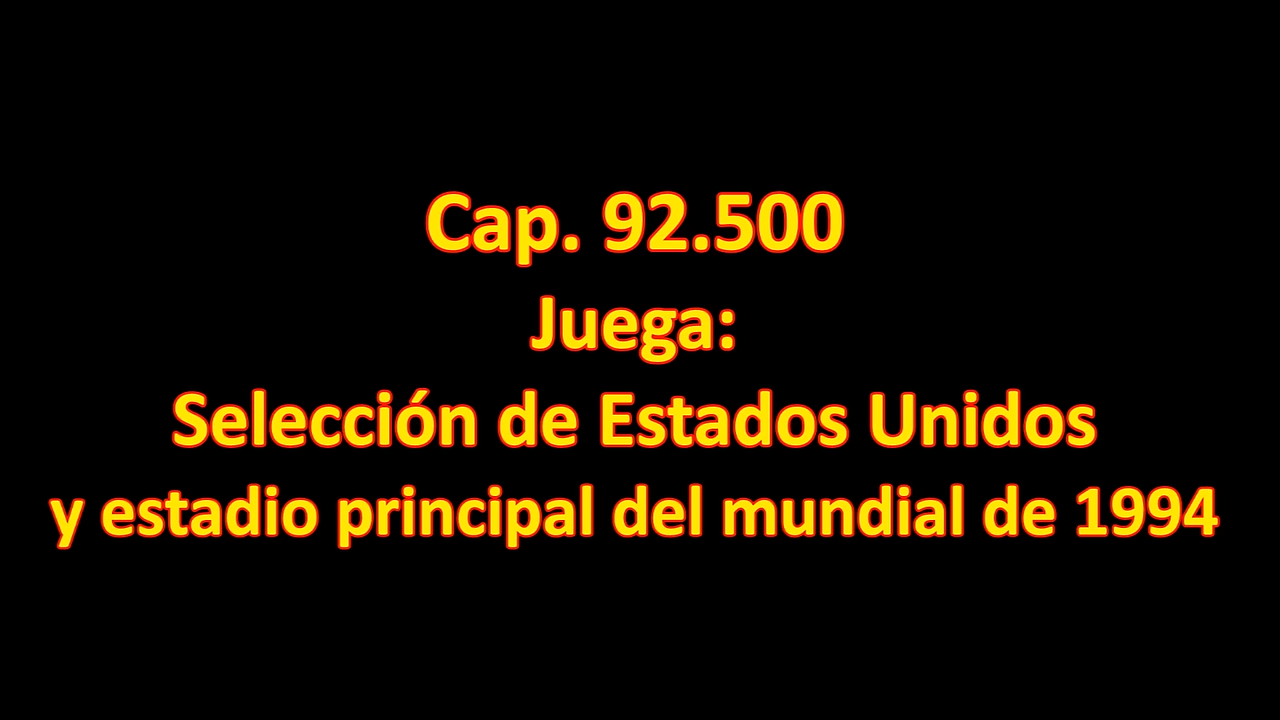 Cap. 92.500
Juega:
Selección de Estados Unidos
y estadio principal del mundial de 1994